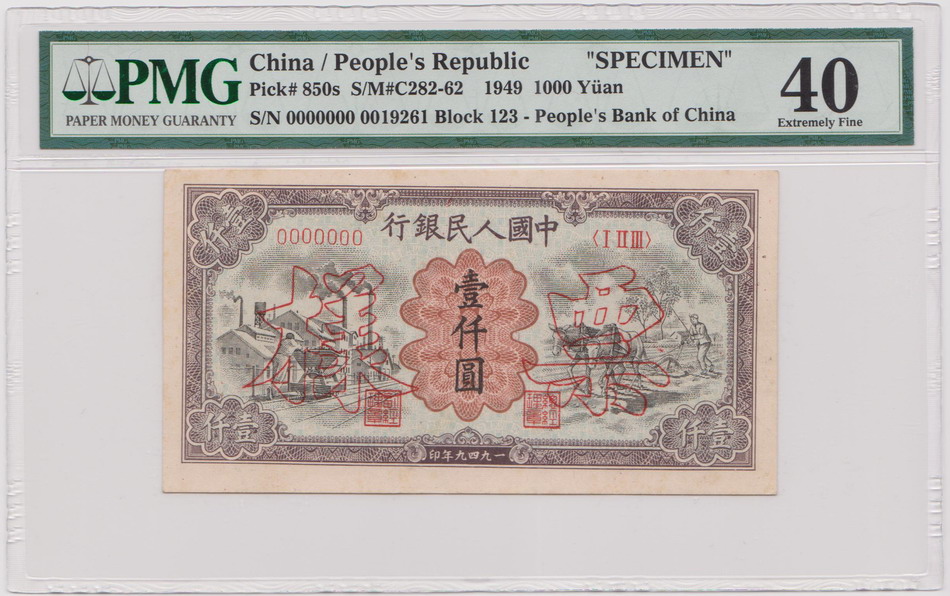 PMG
PAPER MONEY GUARANTY
China / People's Republic "SPECIMEN"
Pick# 850s S/M#C282-62 1949 1000 Yüan
S/N 0000000 0019261 Block 123 - People's Bank of China
40
Extremely Fine
行銀民人國中
0000000
〈I II III〉
仟壹
仟壹
壹仟圓
樣
票
仟壹
仟壹
印年九四九一